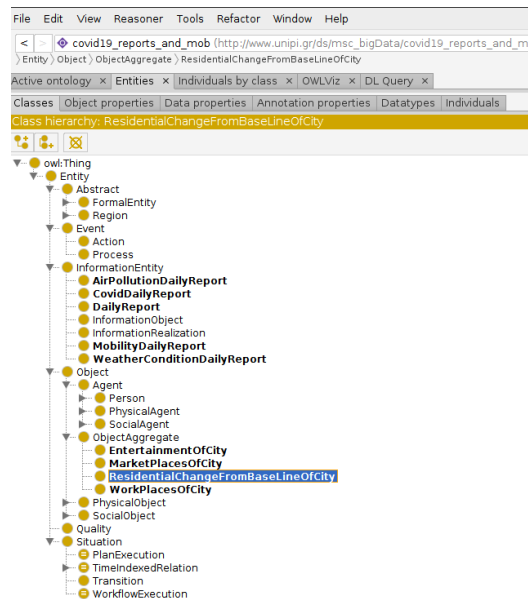 File Edit View Reasoner Tools Refactor Window Help
< > covid19_reports_and_mob (http://www.unipi.gr/ds/msc_bigData/covid19_reports_and_m
Entity Object ObjectAggregate ResidentialChangeFromBaseLineOfCity
Active ontology × Entities × Individuals by class × OWLViz × DL Query ×
Classes Object properties Data properties Annotation properties Datatypes Individuals
Class hierarchy: ResidentialChangeFromBaseLineOfCity
owl:Thing
Entity
Abstract
FormalEntity
Region
Event
Action
Process
InformationEntity
AirPollutionDailyReport
CovidDailyReport
DailyReport
InformationObject
InformationRealization
MobilityDailyReport
WeatherConditionDailyReport
Object
Agent
Person
PhysicalAgent
SocialAgent
ObjectAggregate
EntertainmentOfCity
MarketPlacesOfCity
ResidentialChangeFromBaseLineOfCity
WorkPlacesOfCity
PhysicalObject
SocialObject
Quality
Situation
PlanExecution
TimeIndexedRelation
Transition
WorkflowExecution